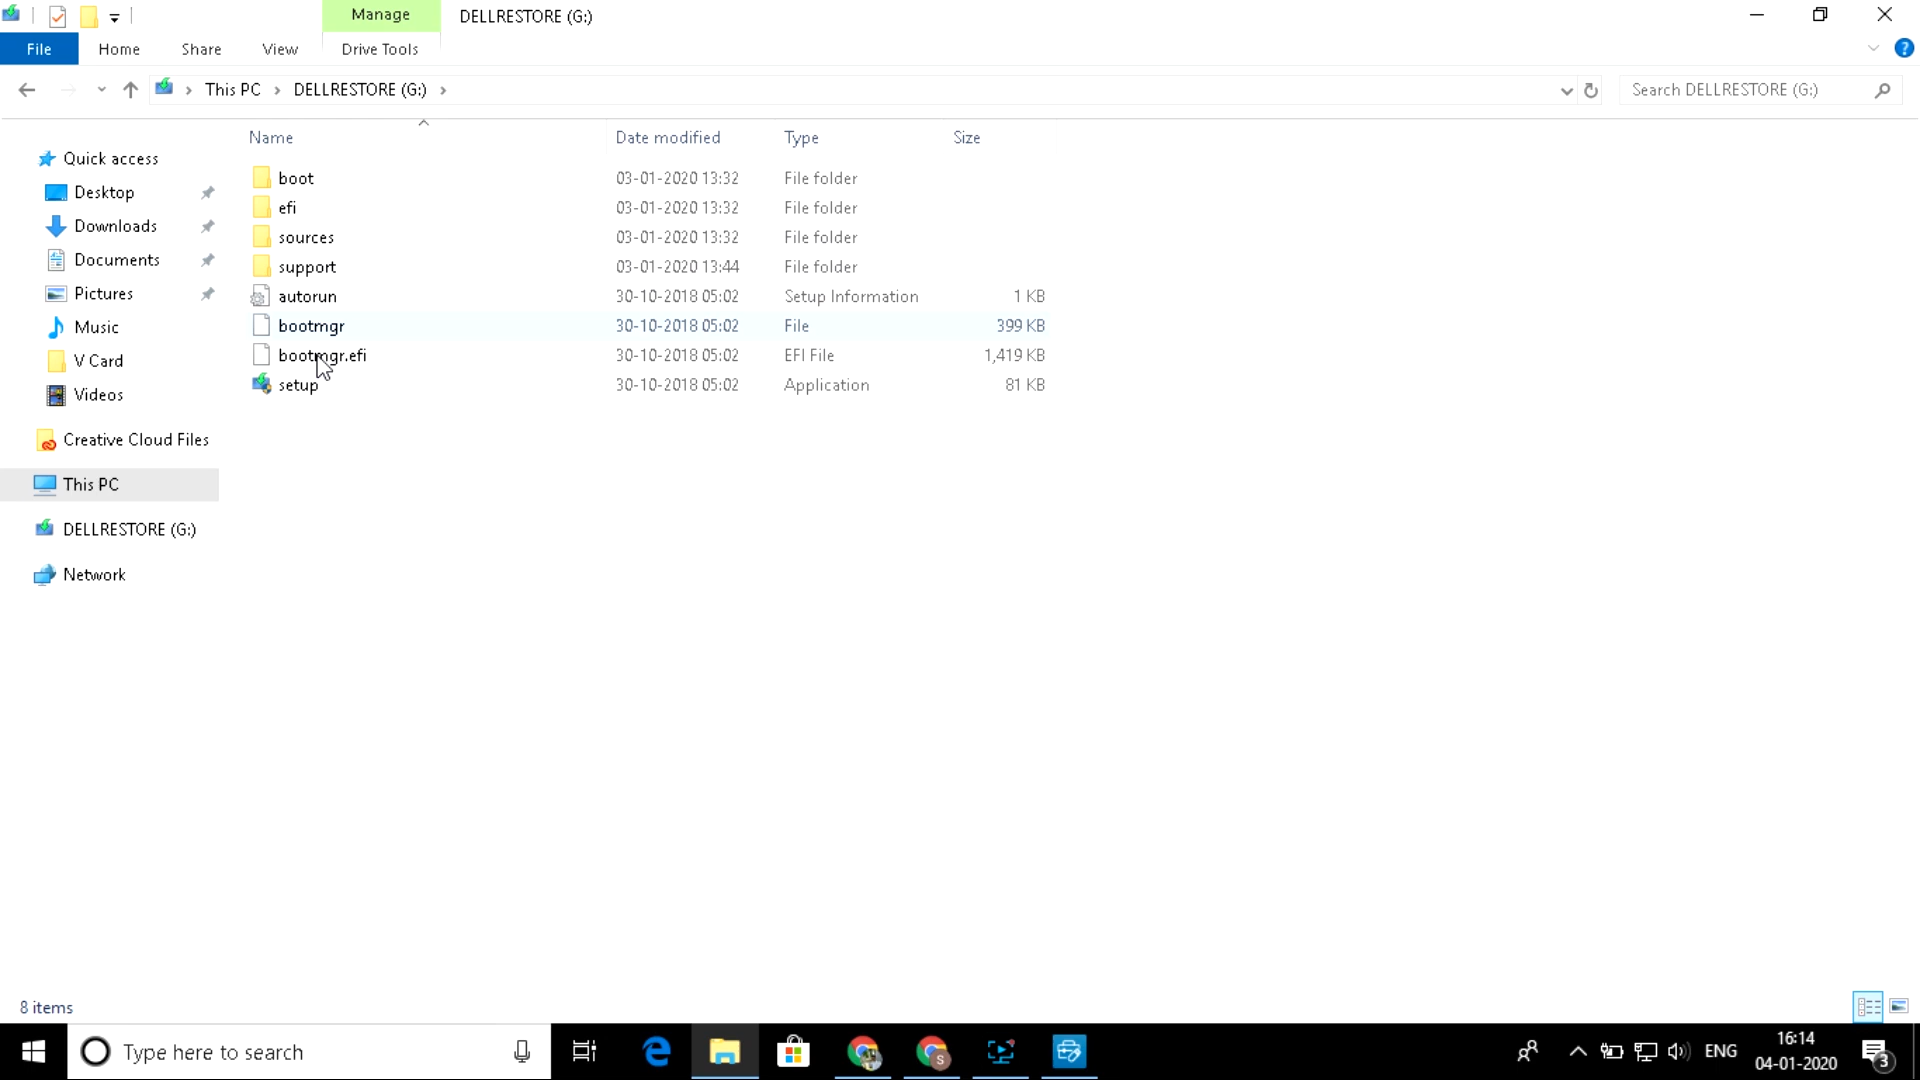 Manage
DELLRESTORE (G:)
File
Home
Share
View
Drive Tools
?
This PC
DELLRESTORE (G:)
Search DELLRESTORE (G:)
Name
Date modified
Type
Size
Quick access
Desktop
Downloads
Documents
Pictures
Music
V Card
Videos
Creative Cloud Files
This PC
DELLRESTORE (G:)
Network
boot 03-01-2020 13:32 File folder
efi 03-01-2020 13:32 File folder
sources 03-01-2020 13:32 File folder
support 03-01-2020 13:44 File folder
autorun 30-10-2018 05:02 Setup Information 1 KB
bootmgr 30-10-2018 05:02 File 399 KB
bootmgr.efi 30-10-2018 05:02 EFI File 1,419 KB
setup 30-10-2018 05:02 Application 81 KB
8 items
Type here to search
S
ENG
16:14
04-01-2020
3